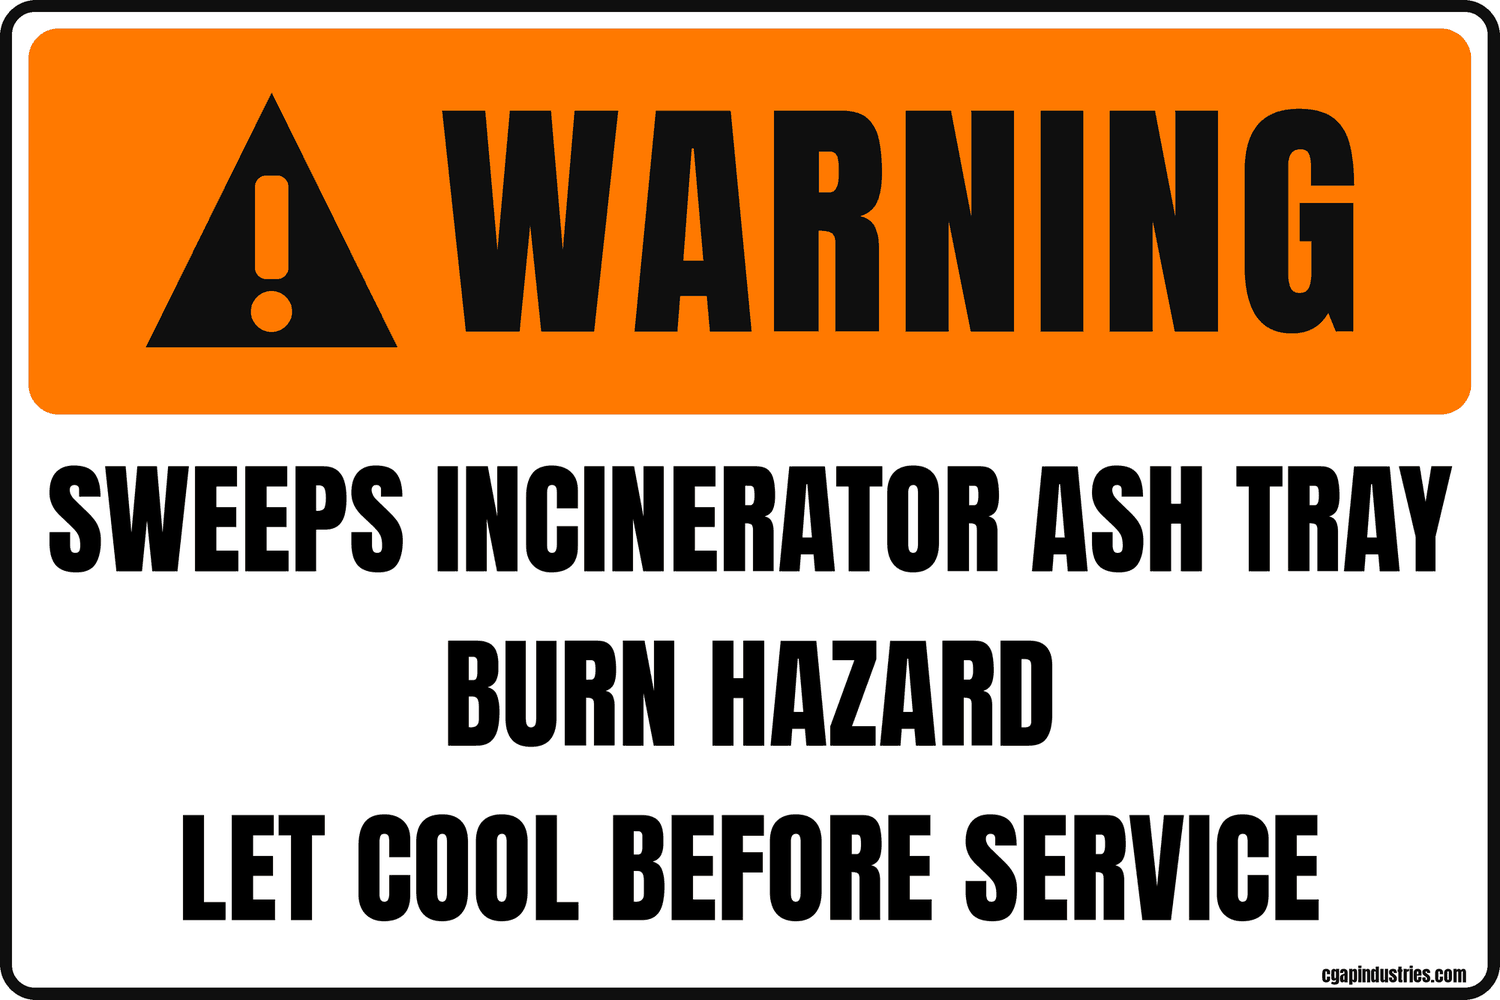 WARNING
SWEEPS INCINERATOR ASH TRAY
BURN HAZARD
LET COOL BEFORE SERVICE
cgapindustries.com